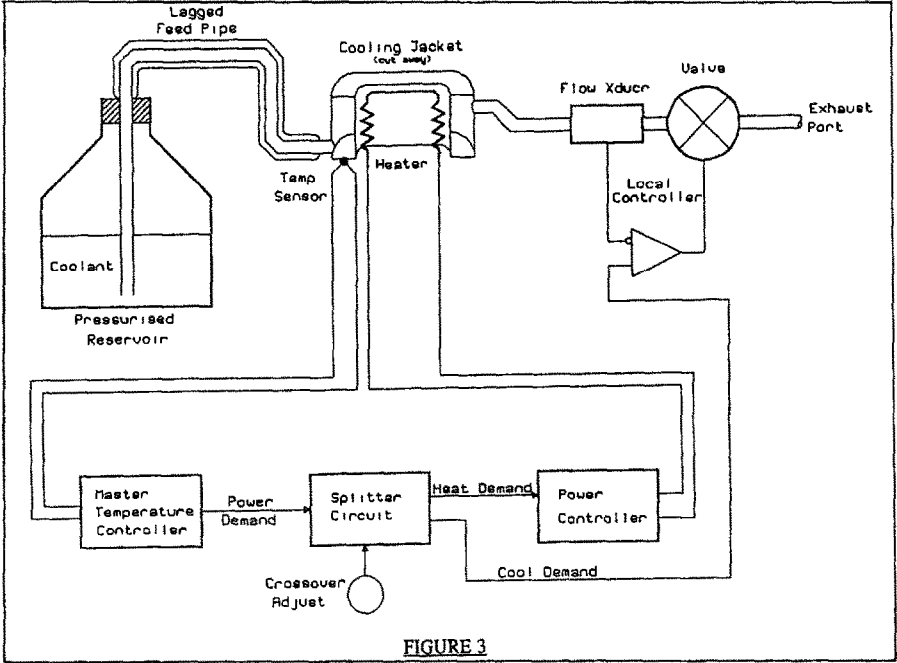 Lagged
Feed Pipe
Cooling Jacket
(cut away)
Flow Xducr
Valve
Exhaust
Port
Temp
Sensor
Heater
Local
Controller
Coolant
Pressurised
Reservoir
Master
Temperature
Controller
Power
Demand
Splitter
Circuit
Heat Demand
Power
Controller
Cool Demand
Crossover
Adjust
FIGURE 3